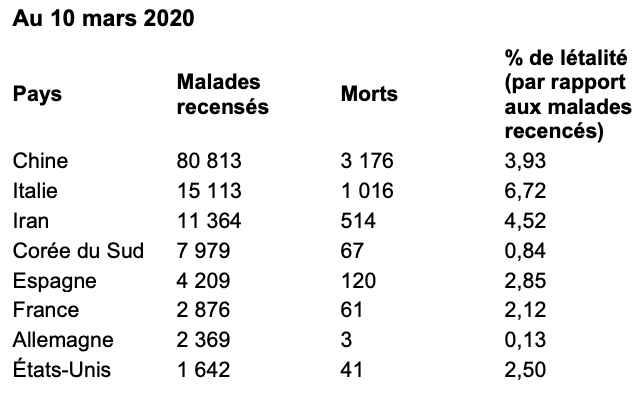 Au 10 mars 2020
Pays Malades recensés Morts % de létalité (par rapport aux malades recencés)
Chine 80 813 3 176 3,93
Italie 15 113 1 016 6,72
Iran 11 364 514 4,52
Corée du Sud 7 979 67 0,84
Espagne 4 209 120 2,85
France 2 876 61 2,12
Allemagne 2 369 3 0,13
États-Unis 1 642 41 2,50